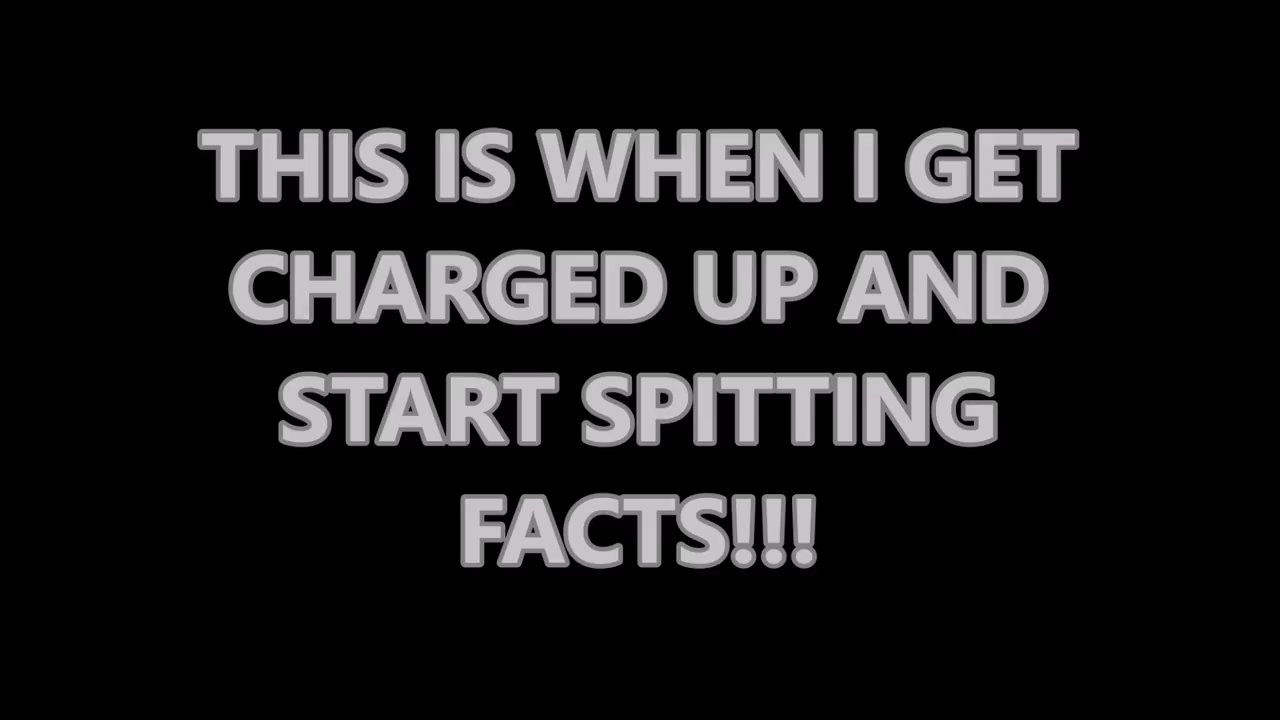 THIS IS WHEN I GET
CHARGED UP AND
START SPITTING
FACTS!!!